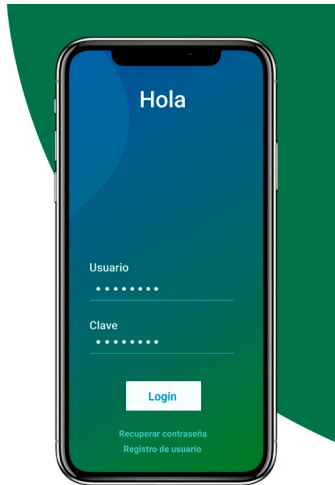 Hola
Usuario
••••••••
Clave
••••••••
Login
Recuperar contraseña
Registro de usuario